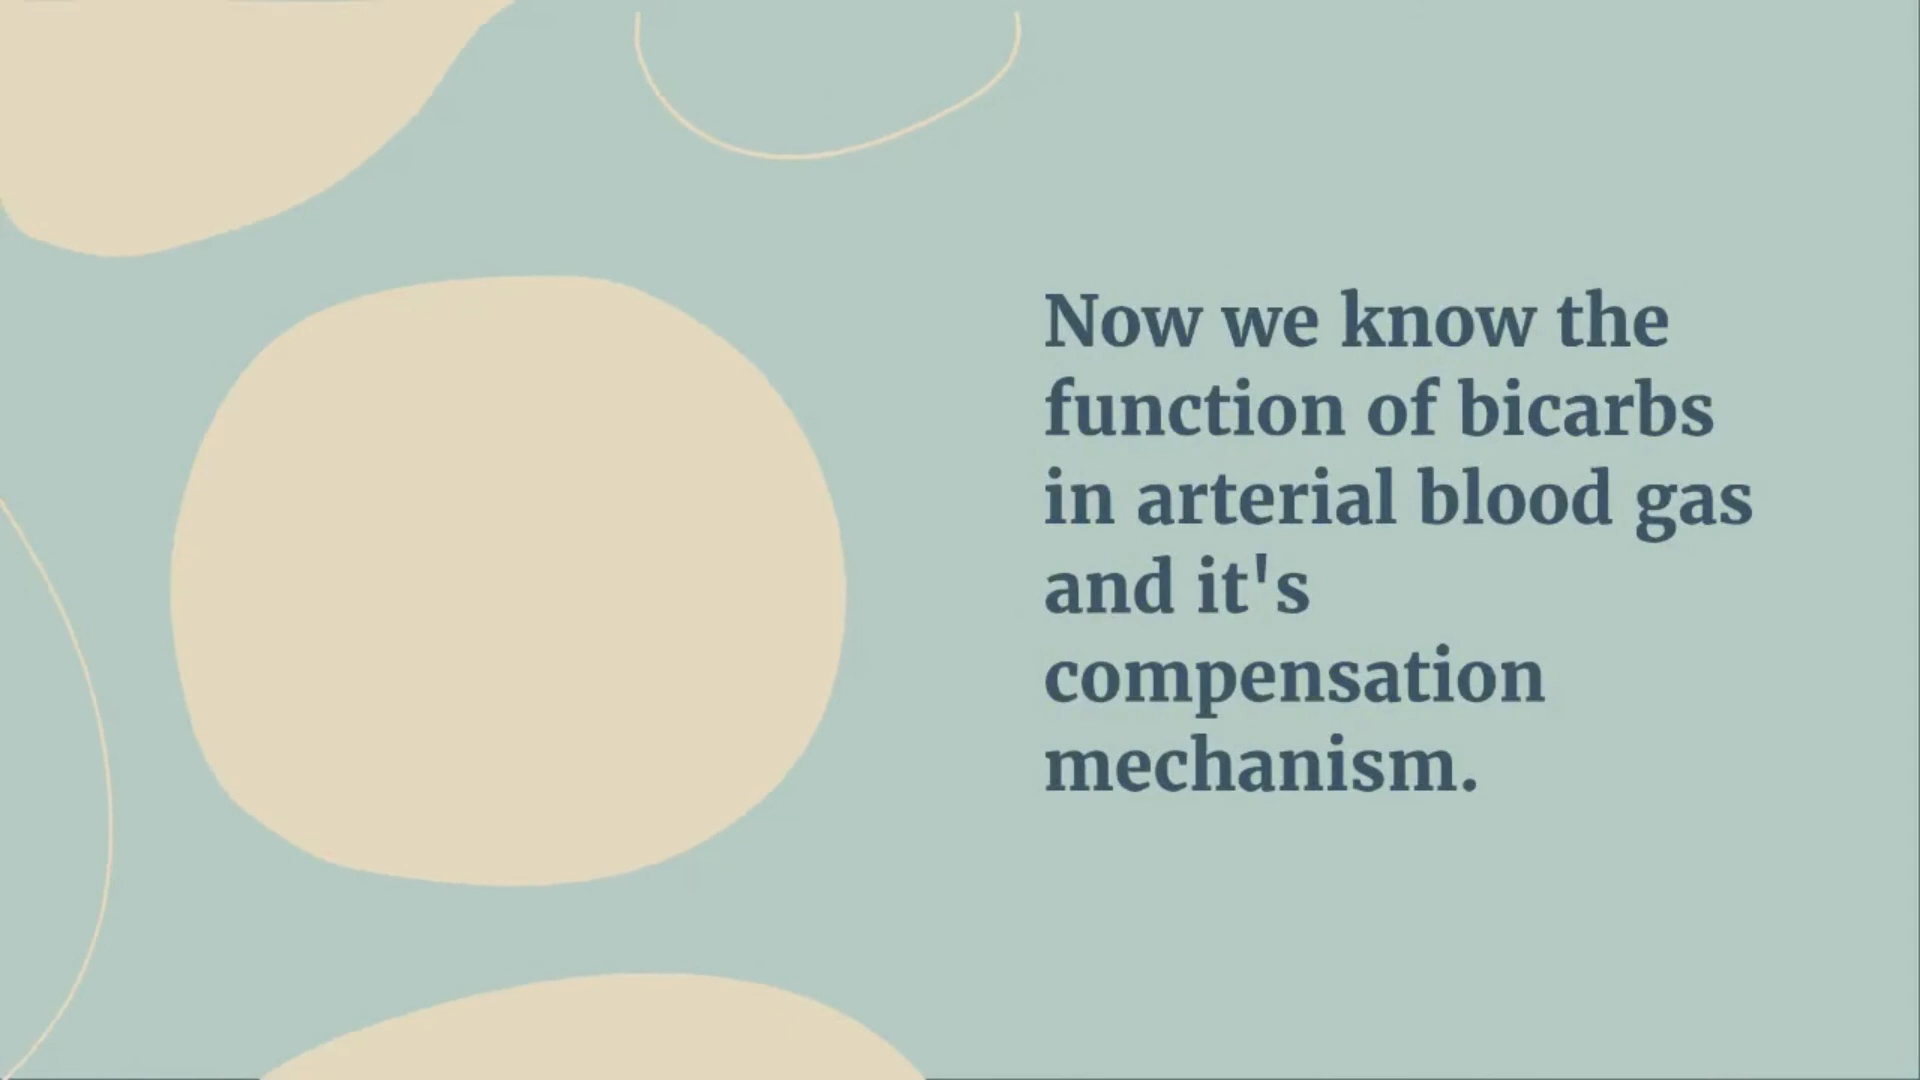 Now we know the
function of bicarbs
in arterial blood gas
and it's
compensation
mechanism.